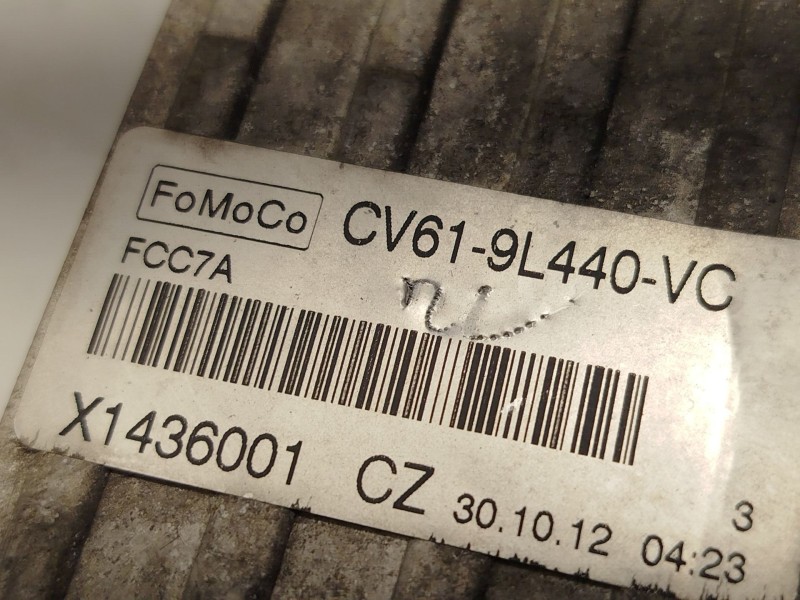 FoMoCo CV61-9L440-VC
FCC7A
X1436001 CZ 30.10.12 04:23
3